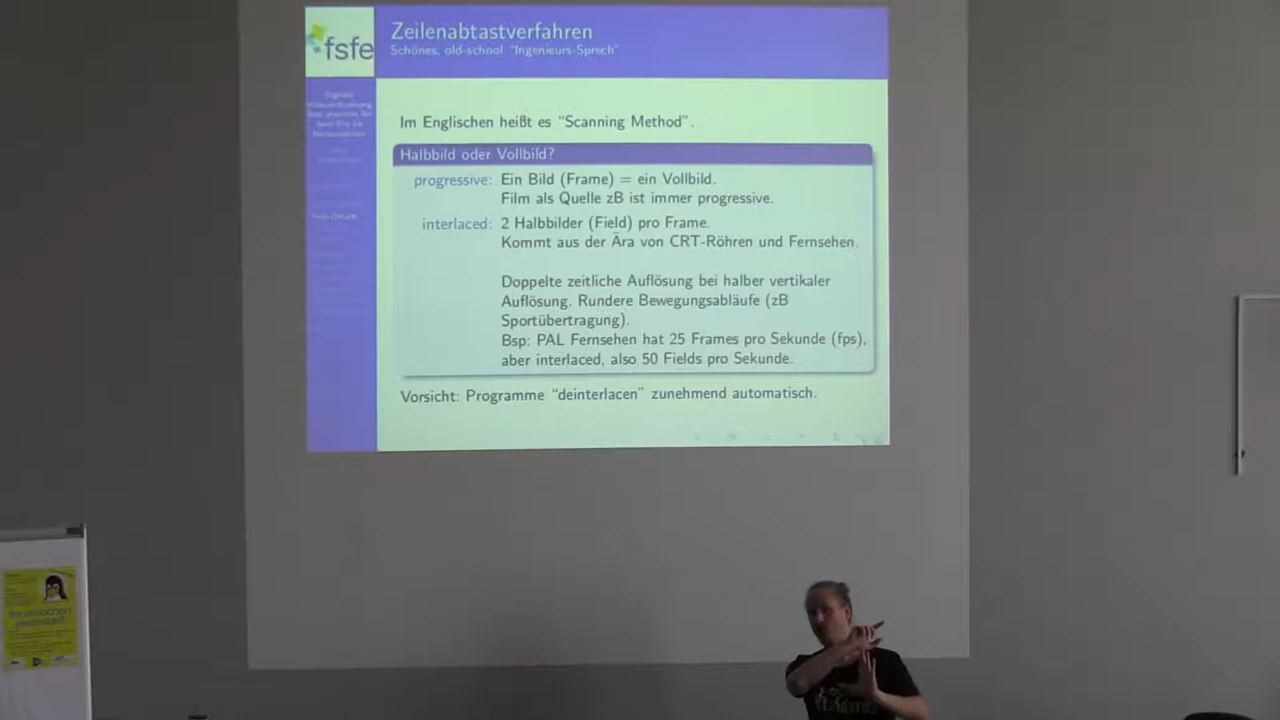 fsfe
Zeilenabtastverfahren
Schönes, old-school "Ingenieurs-Sprech"
Im Englischen heißt es "Scanning Method".
Halbbild oder Vollbild?
progressive: Ein Bild (Frame) = ein Vollbild.
Film als Quelle zB ist immer progressive.
interlaced: 2 Halbbilder (Field) pro Frame.
Kommt aus der Ära von CRT-Röhren und Fernsehen.
Doppelte zeitliche Auflösung bei halber vertikaler
Auflösung. Rundere Bewegungsabläufe (zB
Sportübertragung).
Bsp: PAL Fernsehen hat 25 Frames pro Sekunde (fps),
aber interlaced, also 50 Fields pro Sekunde.
Vorsicht: Programme "deinterlacen" zunehmend automatisch.